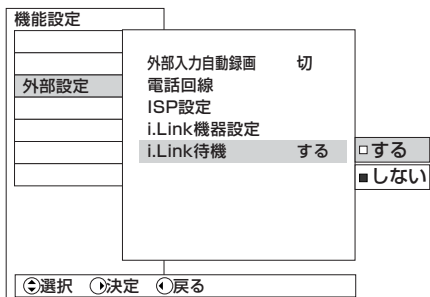 機能設定
外部設定
外部入力自動録画 切
電話回線
ISP設定
i.Link機器設定
i.Link待機 する
□する
■しない
選択 決定 戻る